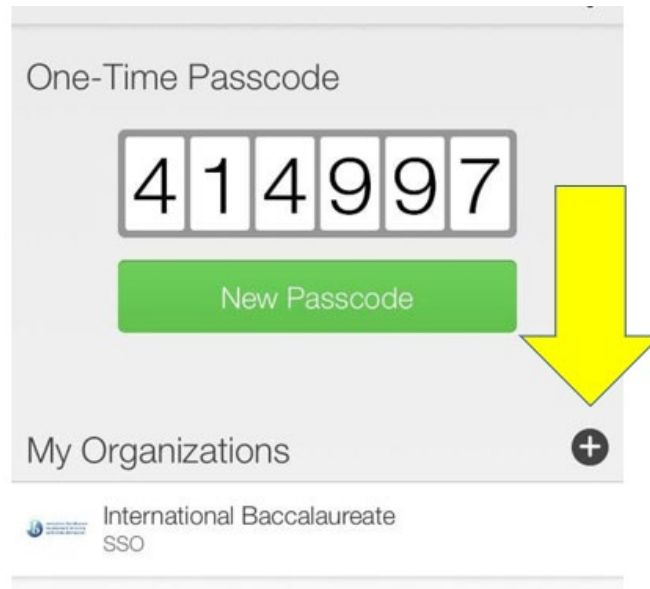 One-Time Passcode
414997
New Passcode
My Organizations
International Baccalaureate
SSO